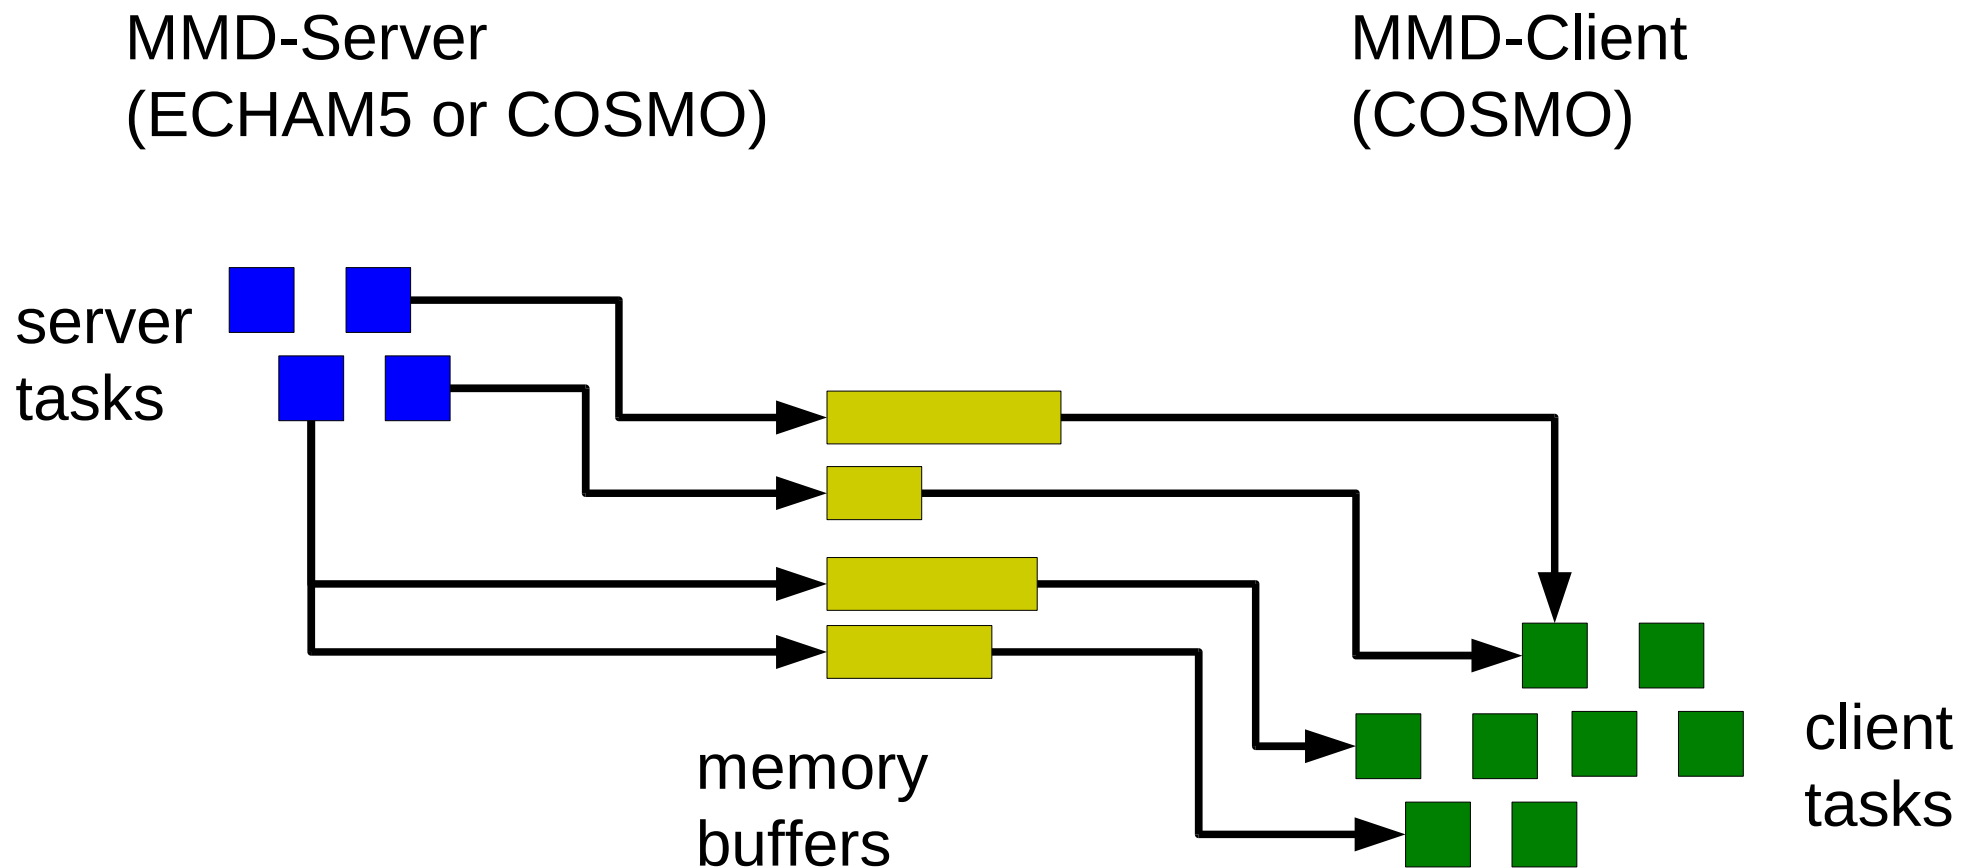 MMD-Server
(ECHAM5 or COSMO)
MMD-Client
(COSMO)
server
tasks
memory
buffers
client
tasks